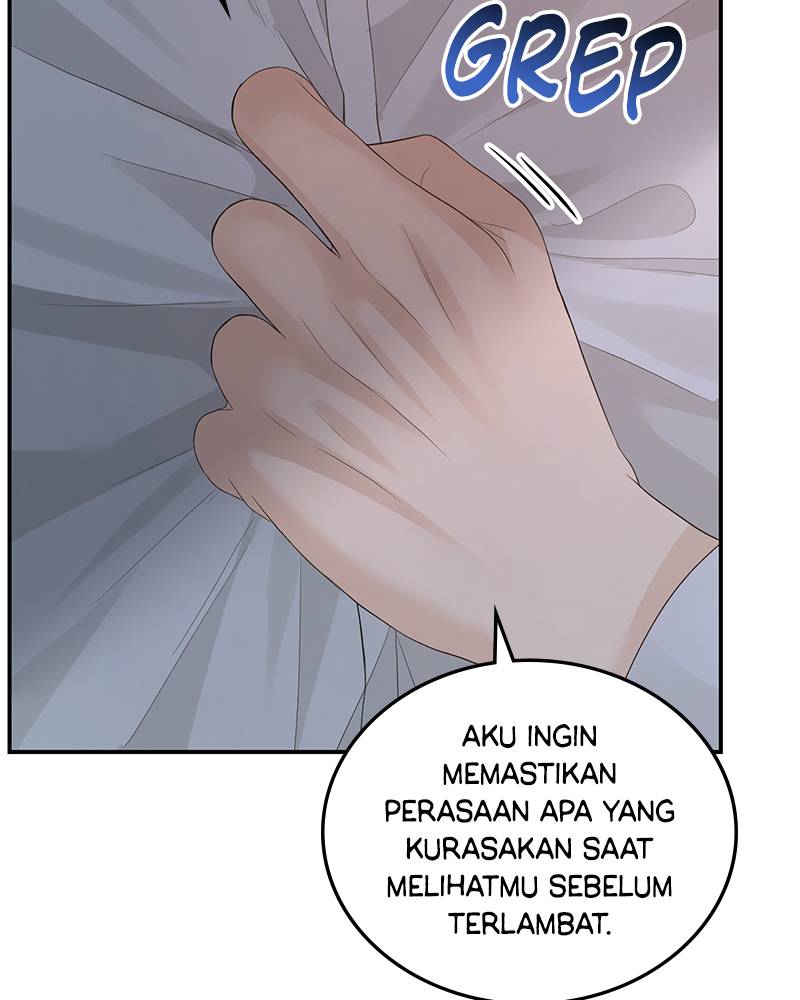 GREP
AKU INGIN
MEMASTIKAN
PERASAAN APA YANG
KURASAKAN SAAT
MELIHATMU SEBELUM
TERLAMBAT.